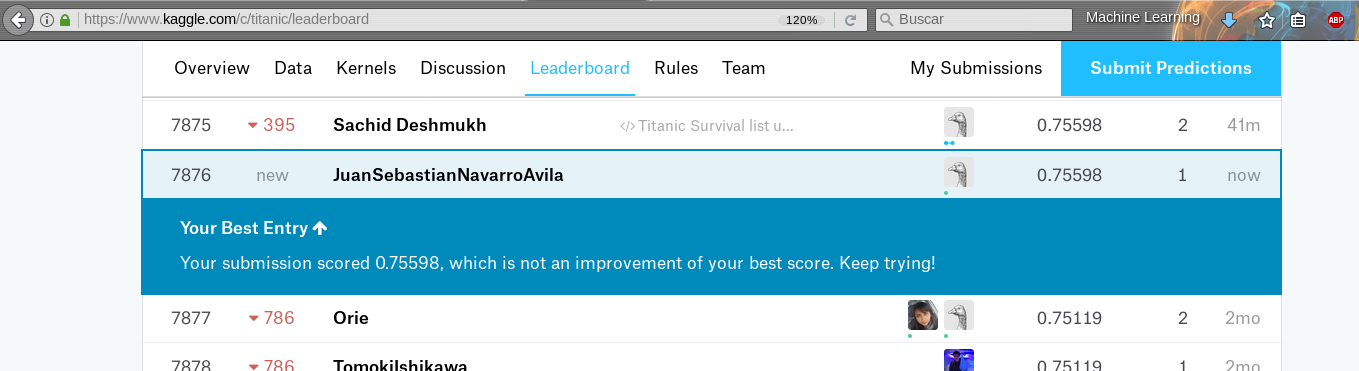 https://www.kaggle.com/c/titanic/leaderboard 120% Buscar Machine Learning ABP
Overview Data Kernels Discussion Leaderboard Rules Team My Submissions Submit Predictions
7875 395 Sachid Deshmukh </> Titanic Survival list u... 0.75598 2 41m
7876 new JuanSebastianNavarroAvila 0.75598 1 now
Your Best Entry
Your submission scored 0.75598, which is not an improvement of your best score. Keep trying!
7877 786 Orie 0.75119 2 2mo
7878 786 TomokiIshikawa 0.75119 1 2mo